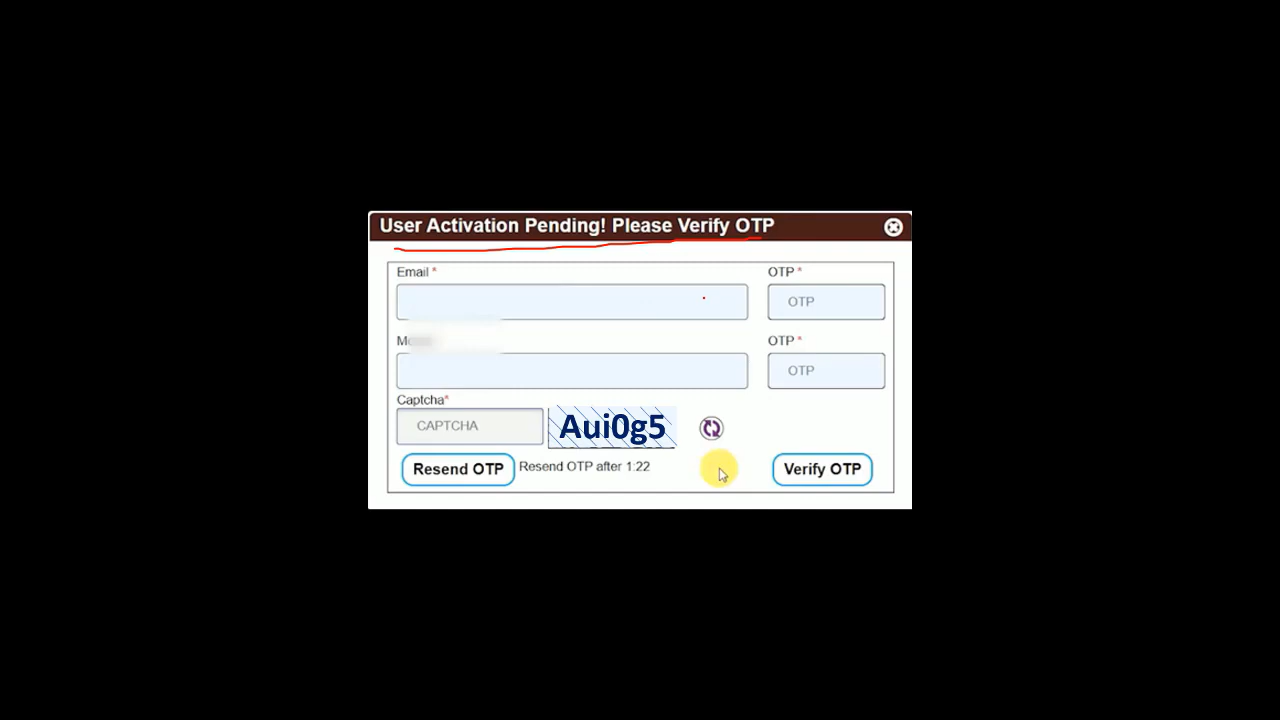 User Activation Pending! Please Verify OTP
Email * OTP *
OTP
OTP *
OTP
Captcha*
CAPTCHA Aui0g5
Resend OTP Resend OTP after 1:22 Verify OTP